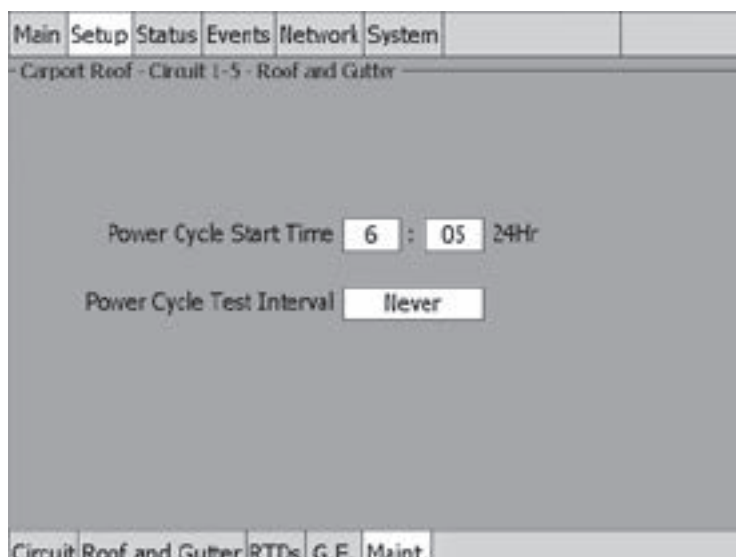 Main Setup Status Events Network System
Carport Roof - Circuit 1-5 - Roof and Gutter
Power Cycle Start Time 6 : 05 24Hr
Power Cycle Test Interval Never
Circuit Roof and Gutter RTDs G.F. Maint.